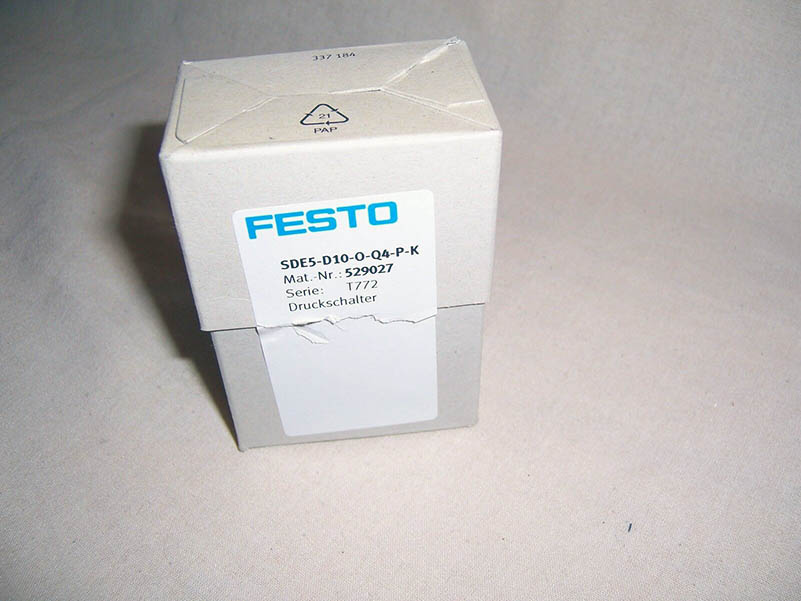 337 184
21
PAP
FESTO
SDE5-D10-O-Q4-P-K
Mat.-Nr.: 529027
Serie: T772
Druckschalter